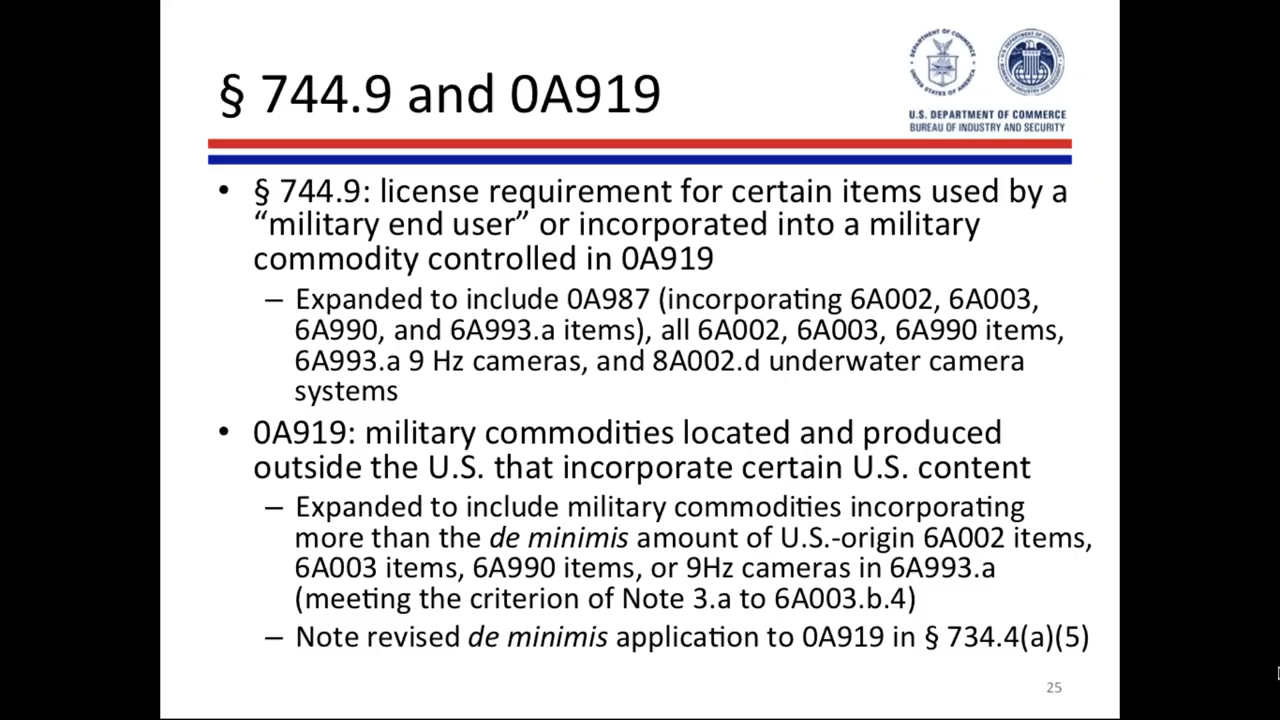 § 744.9 and 0A919
U.S. DEPARTMENT OF COMMERCE
BUREAU OF INDUSTRY AND SECURITY
• § 744.9: license requirement for certain items used by a
“military end user” or incorporated into a military
commodity controlled in 0A919
– Expanded to include 0A987 (incorporating 6A002, 6A003,
6A990, and 6A993.a items), all 6A002, 6A003, 6A990 items,
6A993.a 9 Hz cameras, and 8A002.d underwater camera
systems
• 0A919: military commodities located and produced
outside the U.S. that incorporate certain U.S. content
– Expanded to include military commodities incorporating
more than the de minimis amount of U.S.-origin 6A002 items,
6A003 items, 6A990 items, or 9Hz cameras in 6A993.a
(meeting the criterion of Note 3.a to 6A003.b.4)
– Note revised de minimis application to 0A919 in § 734.4(a)(5)
25